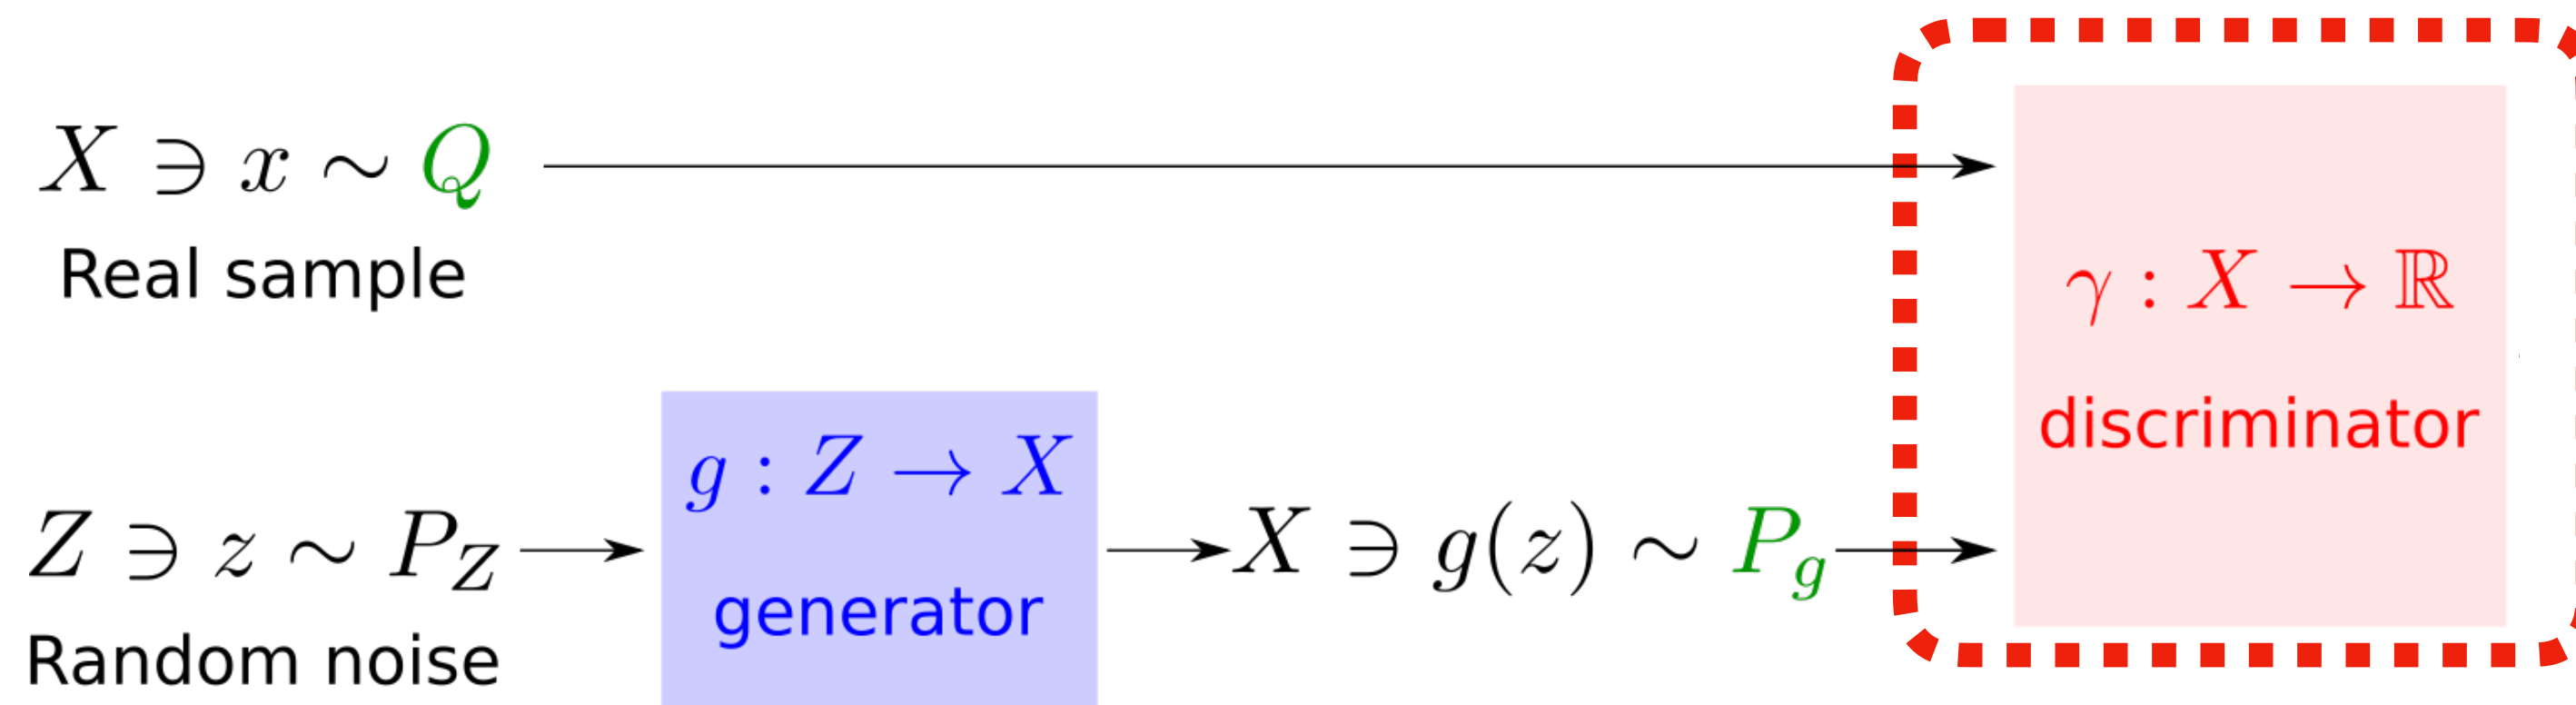 X ∋ x ∼ Q
Real sample
γ : X → ℝ
discriminator
g : Z → X
generator
Z ∋ z ∼ P_Z
Random noise
X ∋ g(z) ∼ P_g